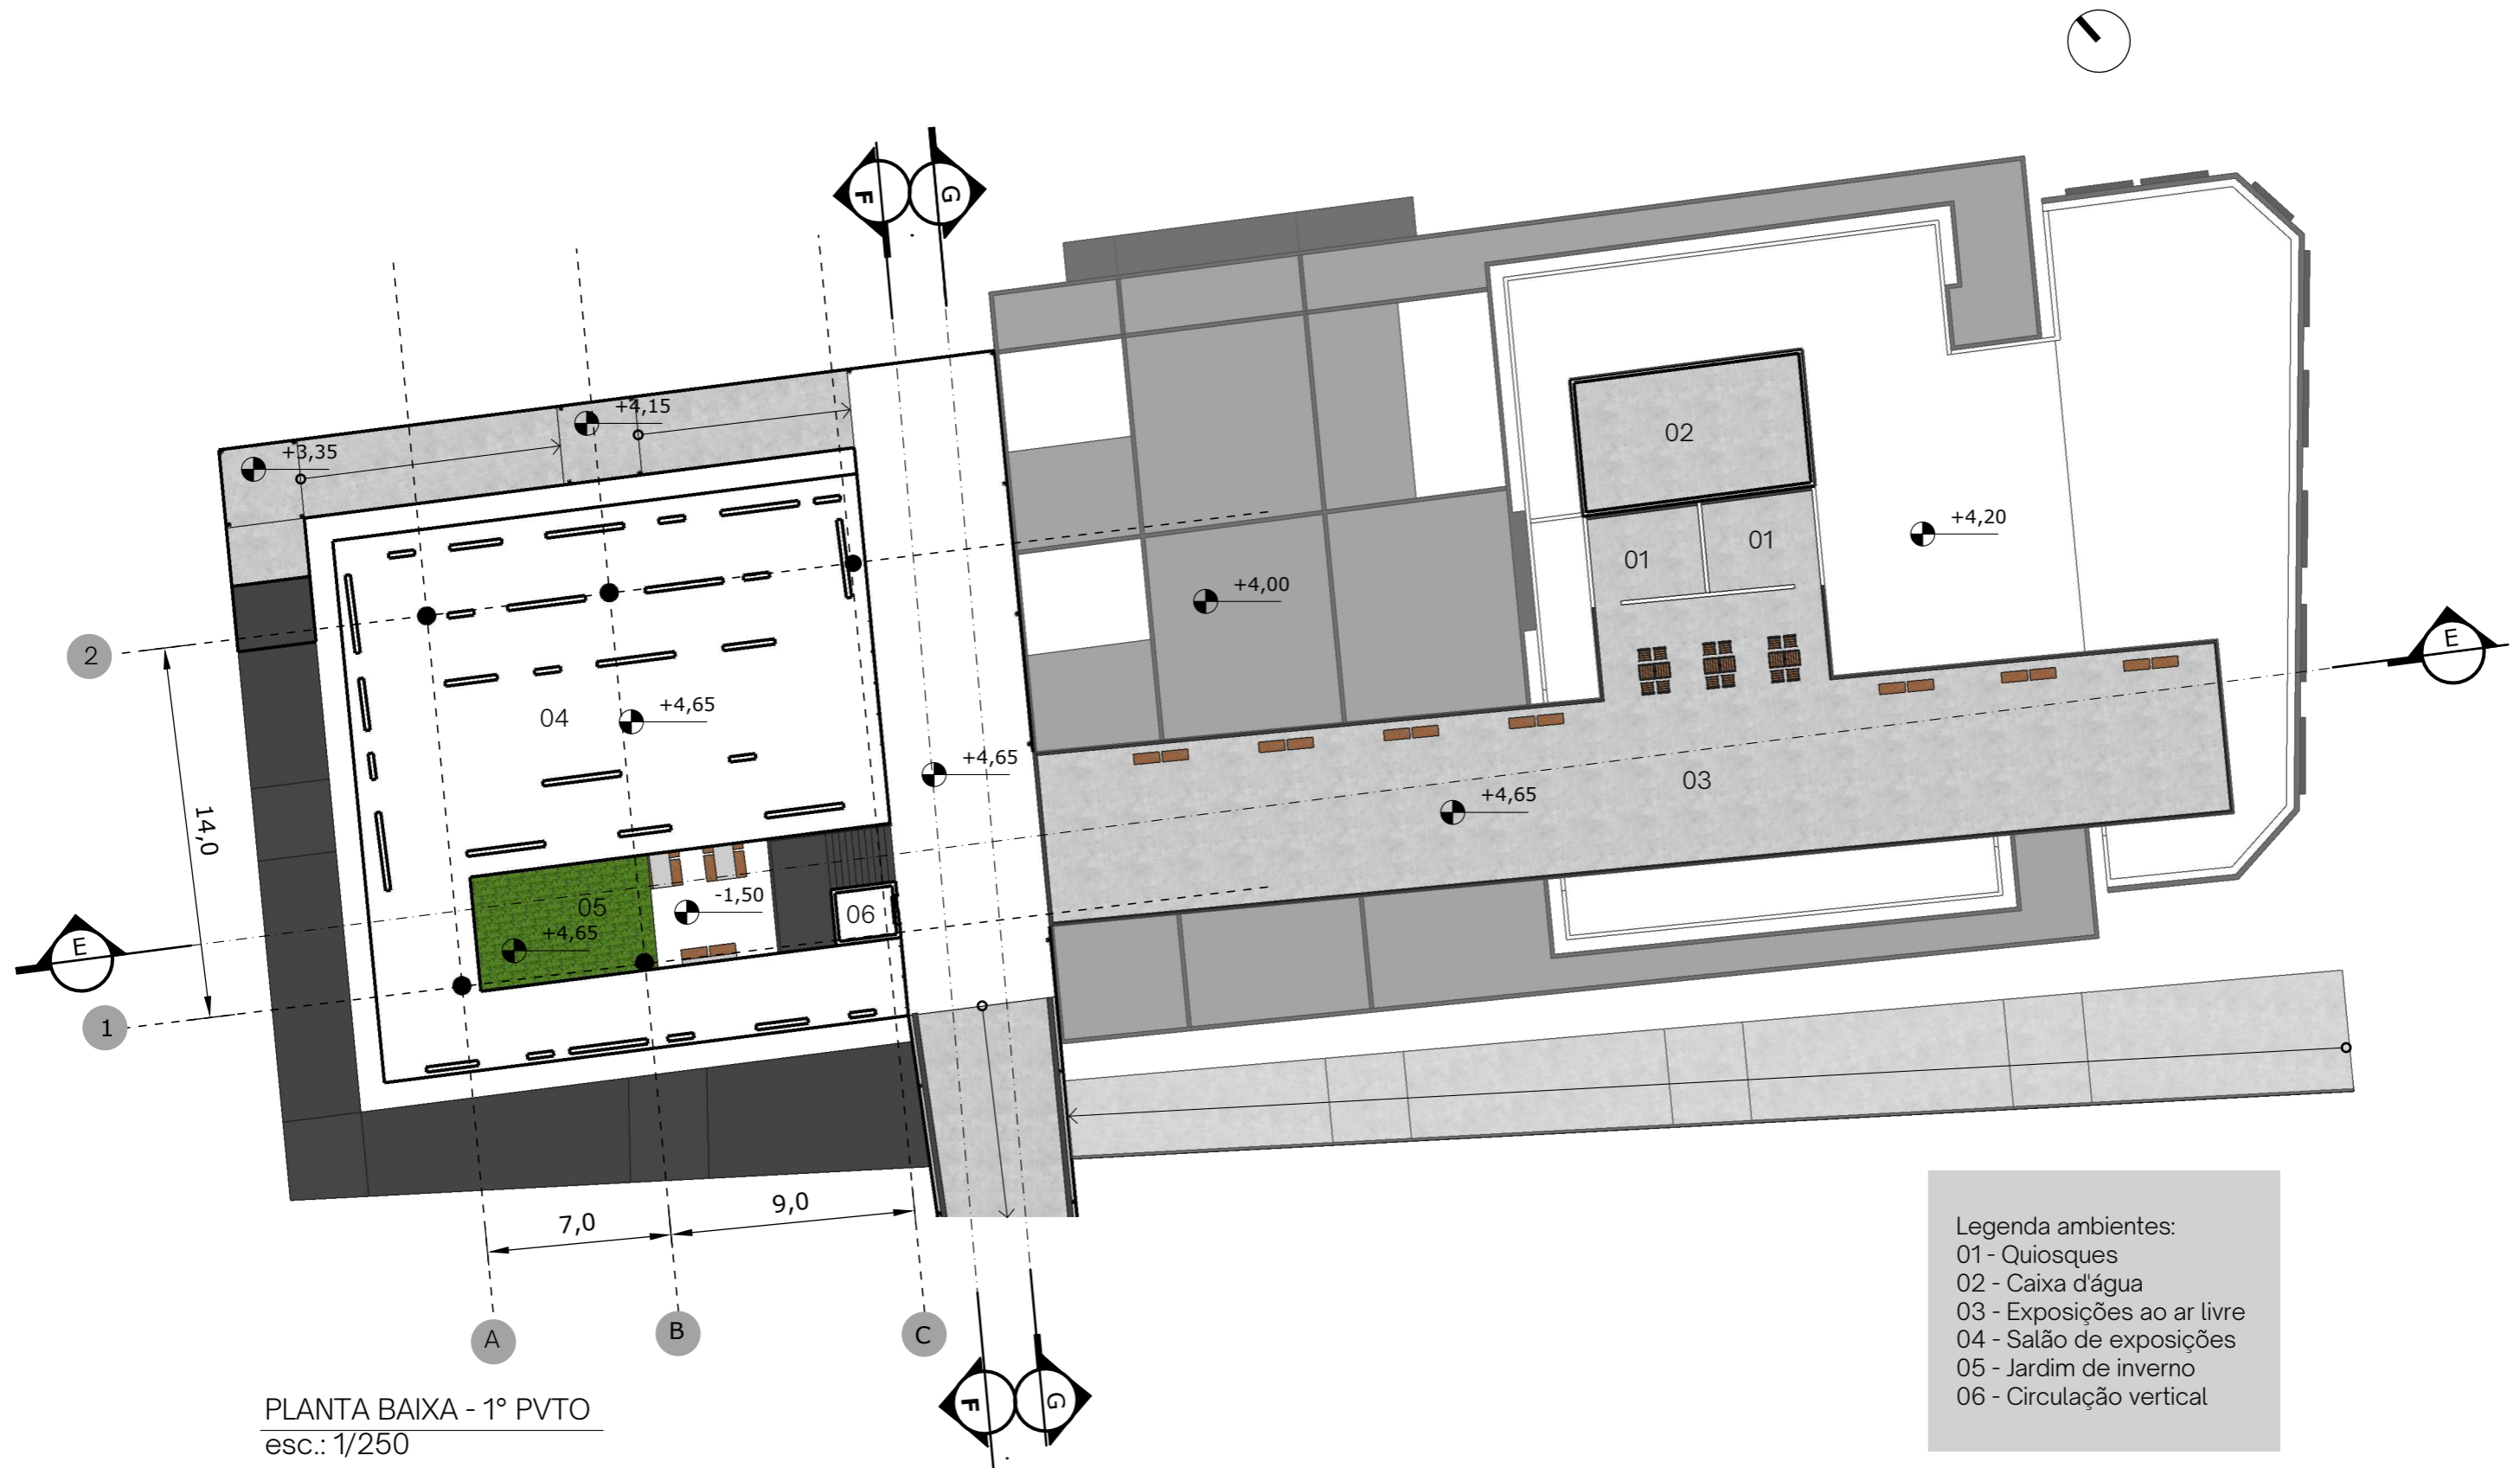 F
G
+4,15
+3,35
02
+4,20
01
01
+4,00
2
E
04
+4,65
+4,65
03
+4,65
14,0
-1,50
05
06
+4,65
E
1
7,0
9,0
A
B
C
F
G
PLANTA BAIXA - 1° PVTO
esc.: 1/250
Legenda ambientes:
01 - Quiosques
02 - Caixa d'água
03 - Exposições ao ar livre
04 - Salão de exposições
05 - Jardim de inverno
06 - Circulação vertical